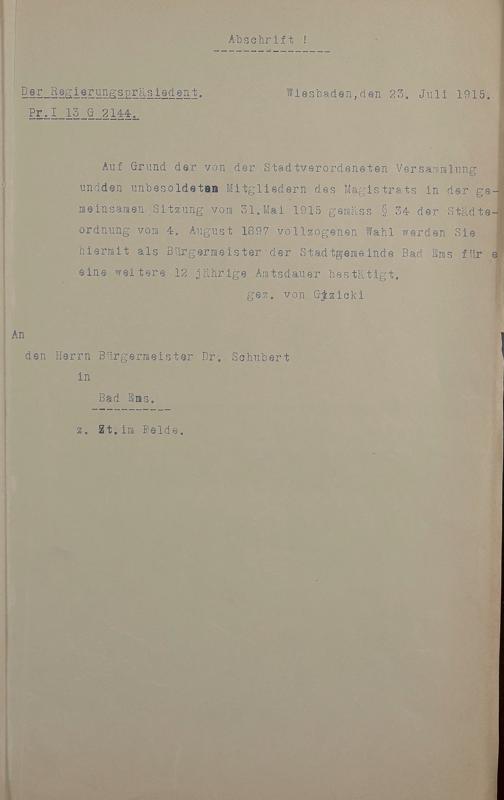 Abschrift !
Der Regierungspräsiedent.
Wiesbaden,den 23. Juli 1915.
Pr.I 13 G 2144.
Auf Grund der von der Stadtverordeneten Versammlung
undden unbesoldeten Mitgliedern des Magistrats in der ge-
meinsamen Sitzung vom 31.Mai 1915 gemäss § 34 der Städte-
ordnung vom 4. August 1897 vollzogenen Wahl werden Sie
hiermit als Bürgermeister der Stadtgemeinde Bad Ems für e
eine weitere 12 jährige Amtsdauer bestätigt.
gez. von Gizicki
An
den Herrn Bürgermeister Dr. Schubert
in
Bad Ems.
z. Zt.im Felde.